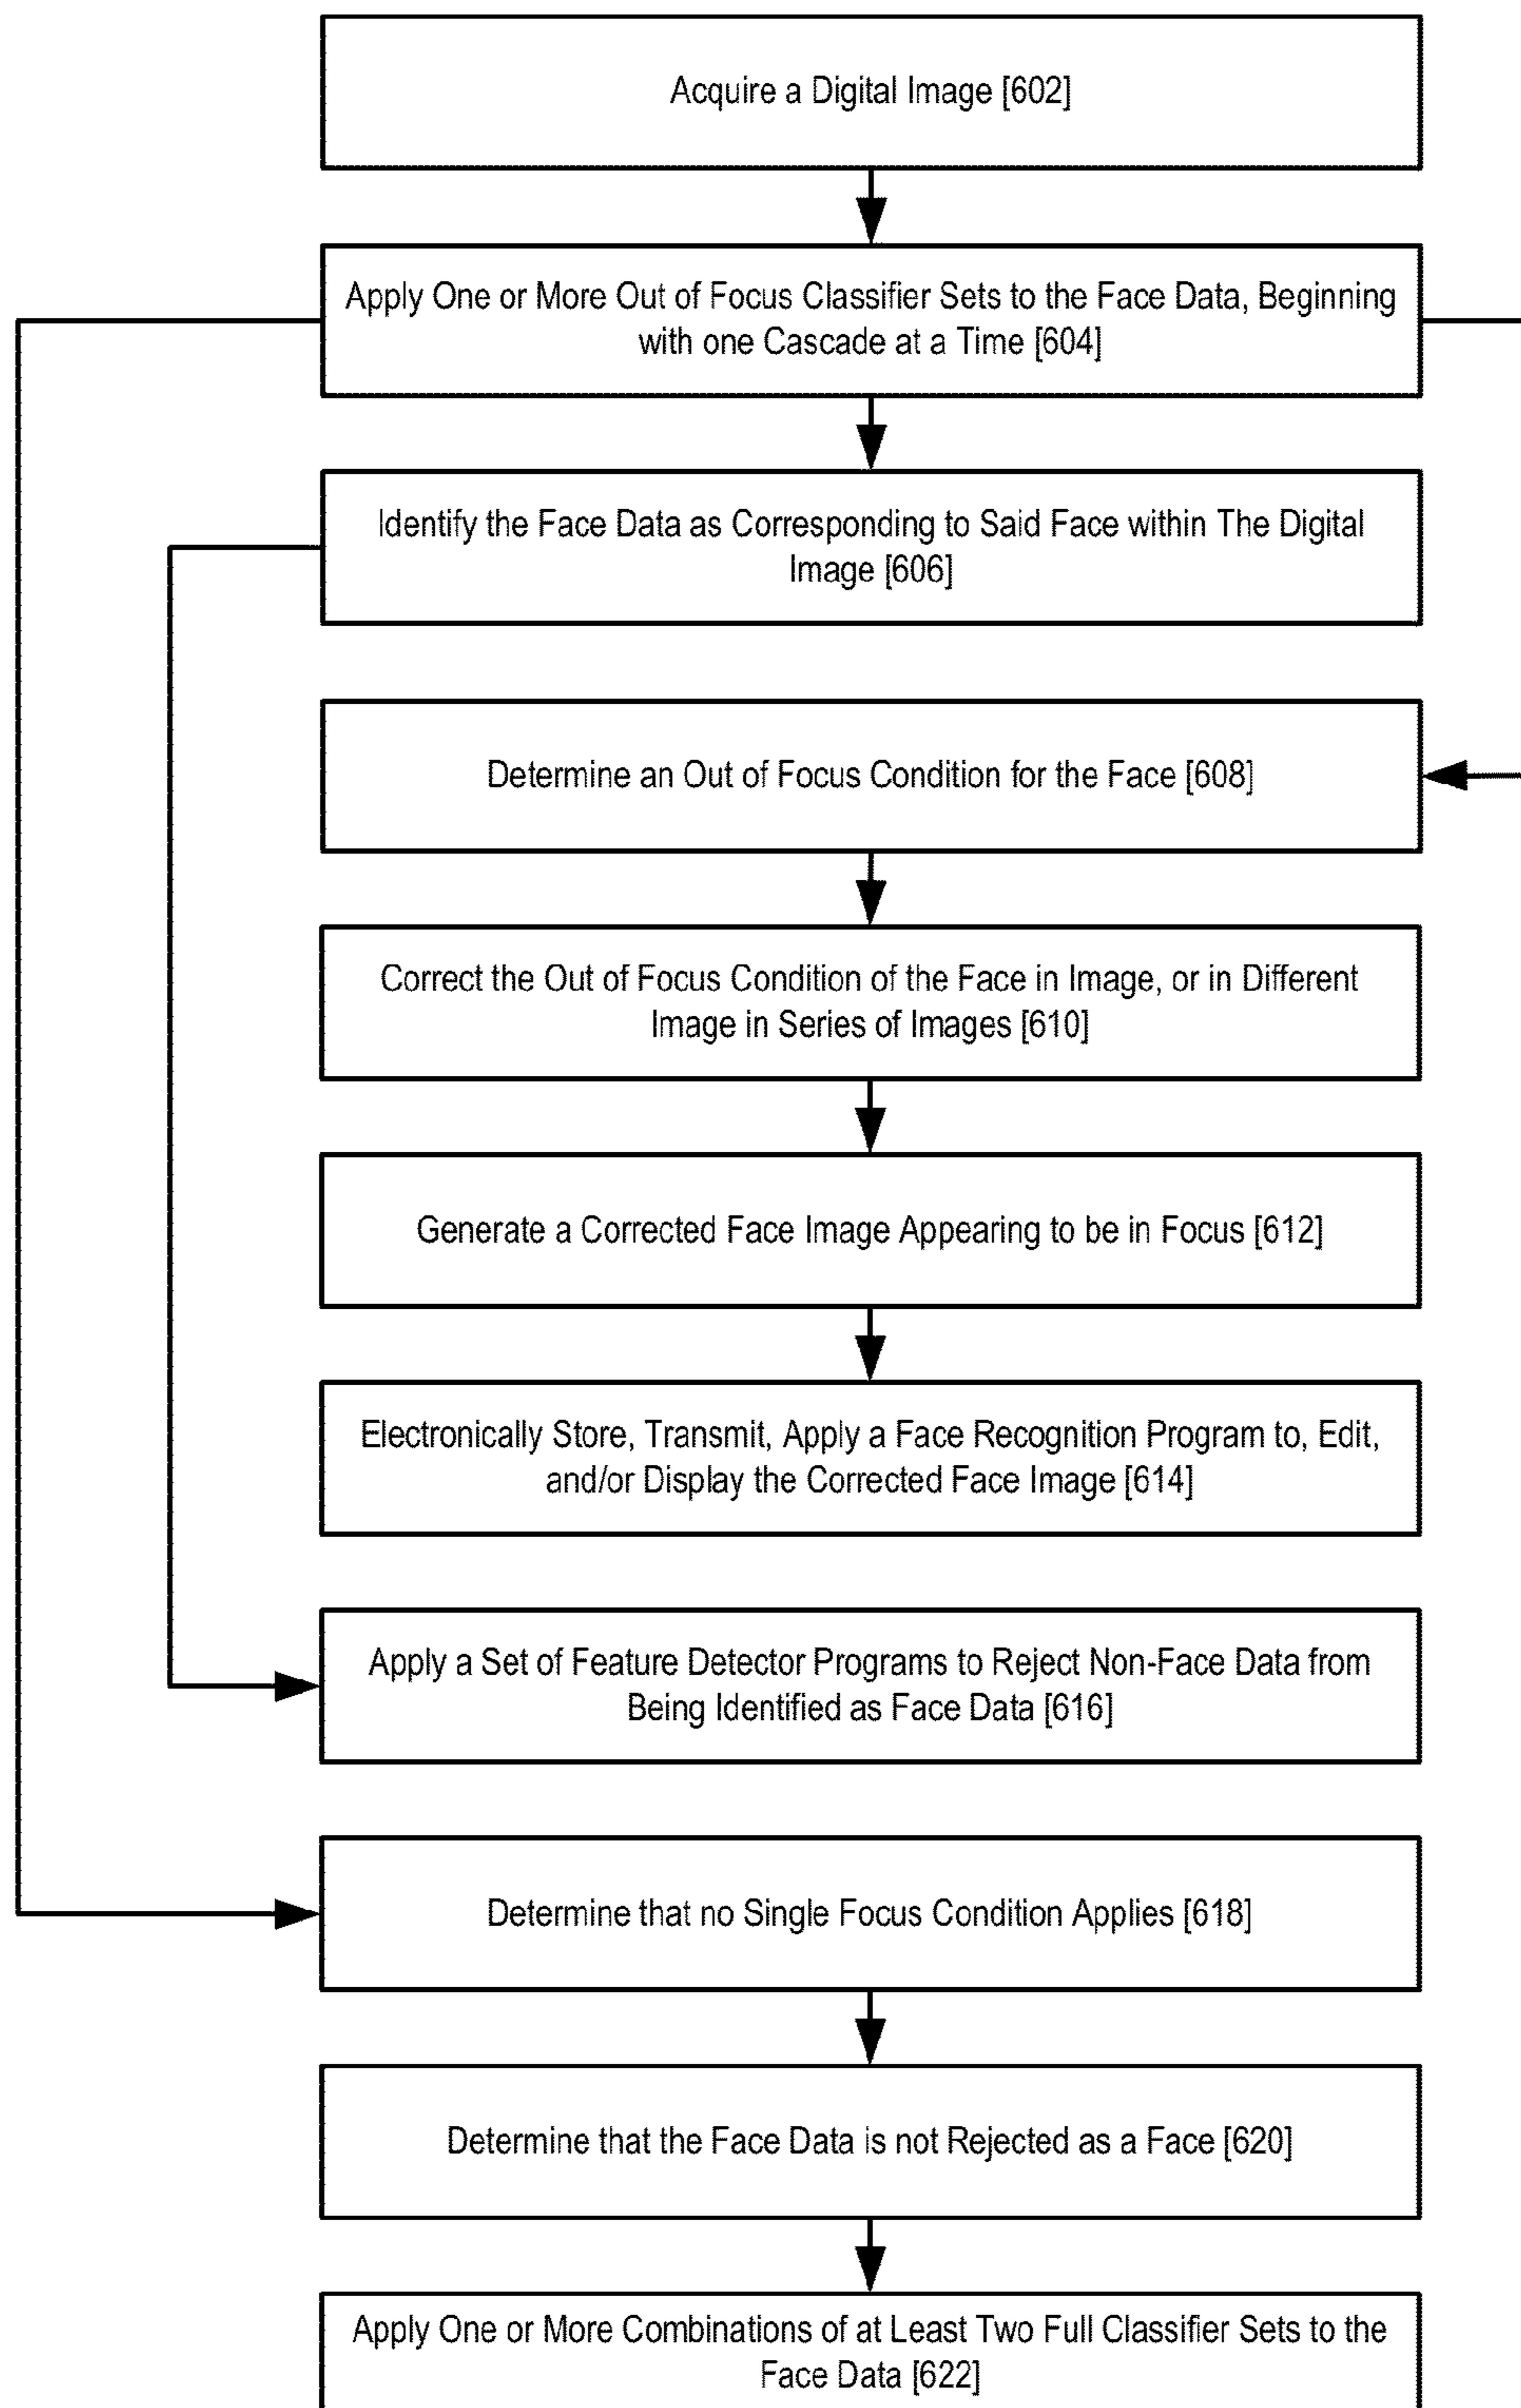 Acquire a Digital Image [602]
Apply One or More Out of Focus Classifier Sets to the Face Data, Beginning
with one Cascade at a Time [604]
Identify the Face Data as Corresponding to Said Face within The Digital
Image [606]
Determine an Out of Focus Condition for the Face [608]
Correct the Out of Focus Condition of the Face in Image, or in Different
Image in Series of Images [610]
Generate a Corrected Face Image Appearing to be in Focus [612]
Electronically Store, Transmit, Apply a Face Recognition Program to, Edit,
and/or Display the Corrected Face Image [614]
Apply a Set of Feature Detector Programs to Reject Non-Face Data from
Being Identified as Face Data [616]
Determine that no Single Focus Condition Applies [618]
Determine that the Face Data is not Rejected as a Face [620]
Apply One or More Combinations of at Least Two Full Classifier Sets to the
Face Data [622]